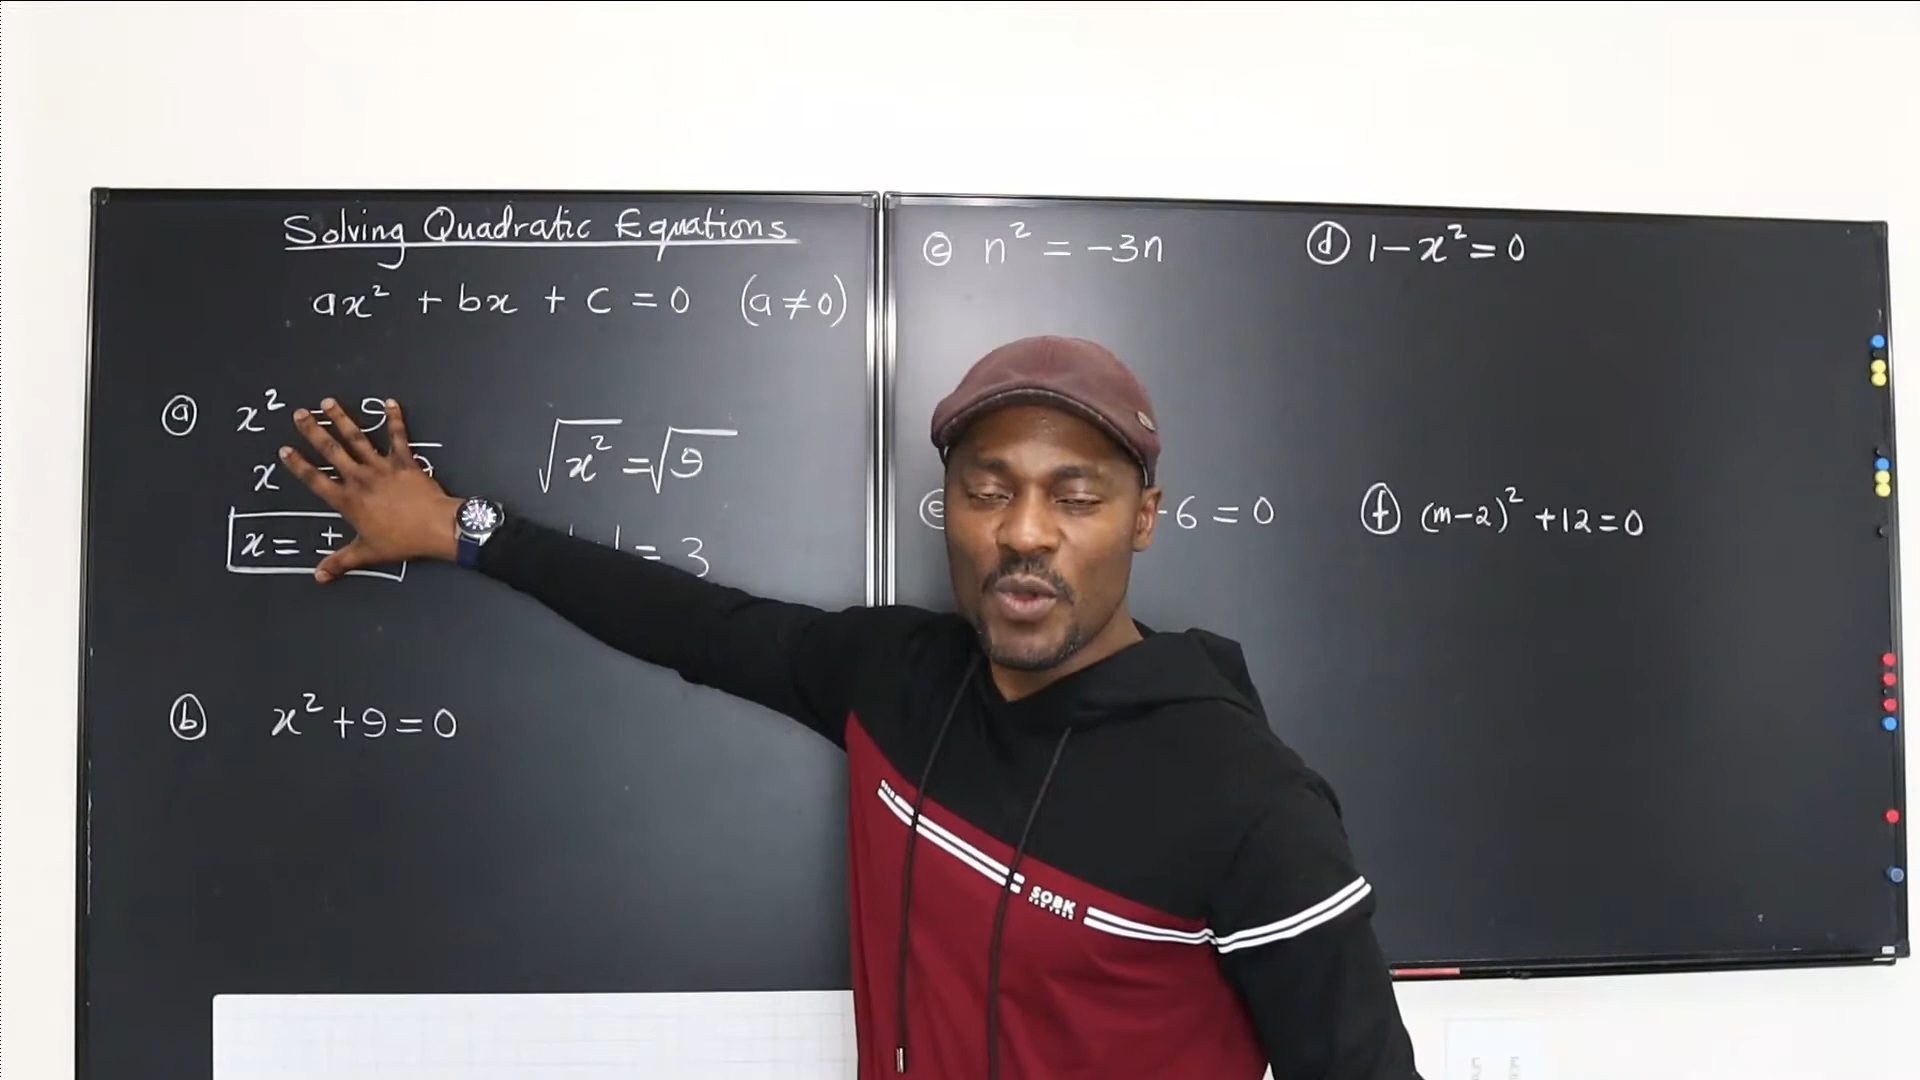 Solving Quadratic Equations
ax² + bx + c = 0 (a ≠ 0)
ⓐ x² = 9
x =
x = ±
√x² = √9
= 3
ⓑ x² + 9 = 0
ⓒ n² = -3n
ⓓ 1 - x² = 0
ⓔ -6 = 0
ⓕ (m-2)² + 12 = 0
SOBK